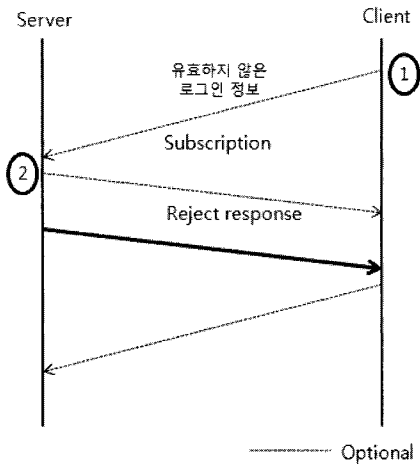 Server
Client
유효하지 않은
로그인 정보
1
Subscription
2
Reject response
Optional